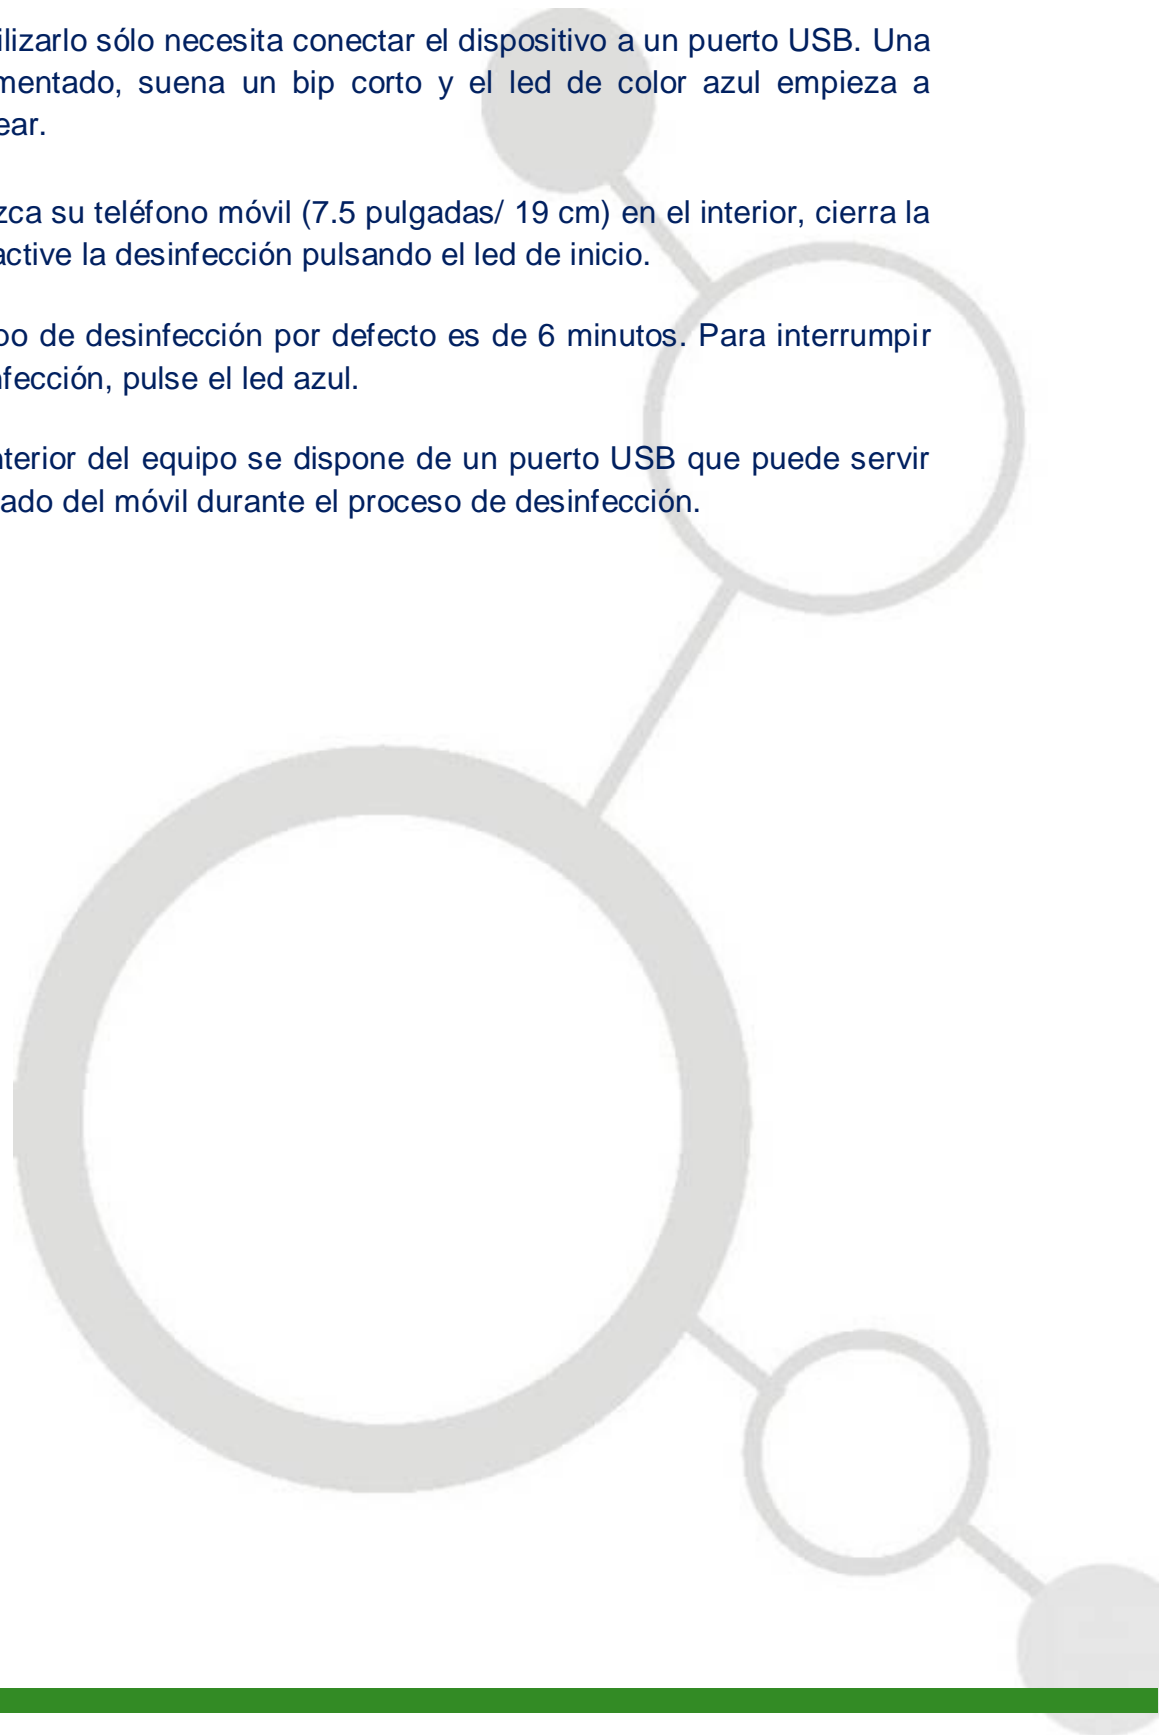 ilizarlo sólo necesita conectar el dispositivo a un puerto USB. Una
mentado, suena un bip corto y el led de color azul empieza a
ear.
zca su teléfono móvil (7.5 pulgadas/ 19 cm) en el interior, cierra la
active la desinfección pulsando el led de inicio.
po de desinfección por defecto es de 6 minutos. Para interrumpir
nfección, pulse el led azul.
nterior del equipo se dispone de un puerto USB que puede servir
ado del móvil durante el proceso de desinfección.